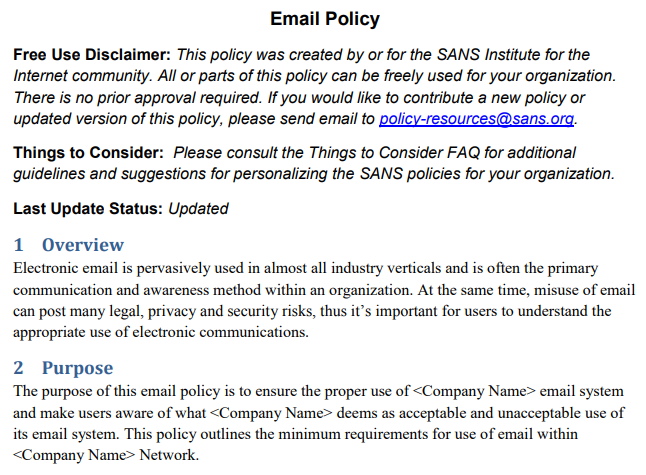 Email Policy
Free Use Disclaimer: This policy was created by or for the SANS Institute for the
Internet community. All or parts of this policy can be freely used for your organization.
There is no prior approval required. If you would like to contribute a new policy or
updated version of this policy, please send email to policy-resources@sans.org.
Things to Consider: Please consult the Things to Consider FAQ for additional
guidelines and suggestions for personalizing the SANS policies for your organization.
Last Update Status: Updated
1 Overview
Electronic email is pervasively used in almost all industry verticals and is often the primary
communication and awareness method within an organization. At the same time, misuse of email
can post many legal, privacy and security risks, thus it’s important for users to understand the
appropriate use of electronic communications.
2 Purpose
The purpose of this email policy is to ensure the proper use of <Company Name> email system
and make users aware of what <Company Name> deems as acceptable and unacceptable use of
its email system. This policy outlines the minimum requirements for use of email within
<Company Name> Network.